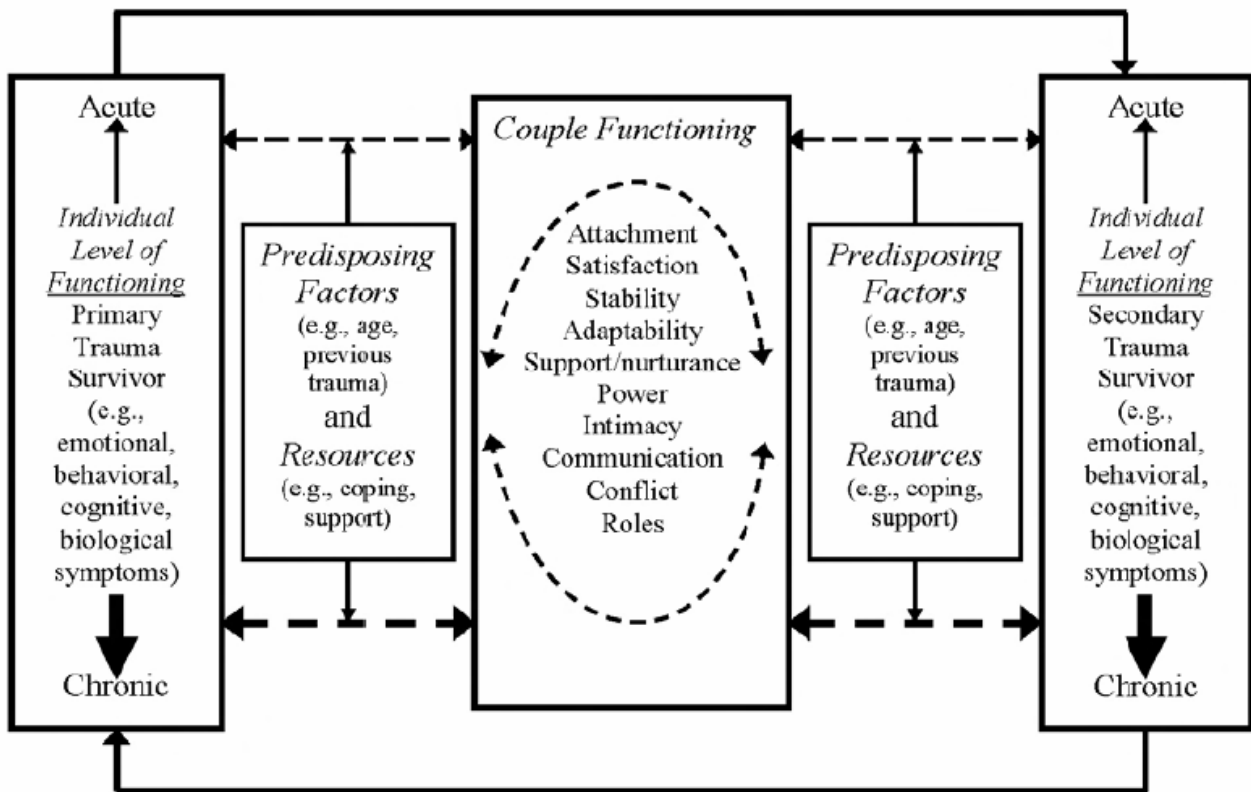 Acute
Individual
Level of
Functioning
Primary
Trauma
Survivor
(e.g.,
emotional,
behavioral,
cognitive,
biological
symptoms)
Chronic
Predisposing
Factors
(e.g., age,
previous
trauma)
and
Resources
(e.g., coping,
support)
Couple Functioning
Attachment
Satisfaction
Stability
Adaptability
Support/nurturance
Power
Intimacy
Communication
Conflict
Roles
Predisposing
Factors
(e.g., age,
previous
trauma)
and
Resources
(e.g., coping,
support)
Acute
Individual
Level of
Functioning
Secondary
Trauma
Survivor
(e.g.,
emotional,
behavioral,
cognitive,
biological
symptoms)
Chronic